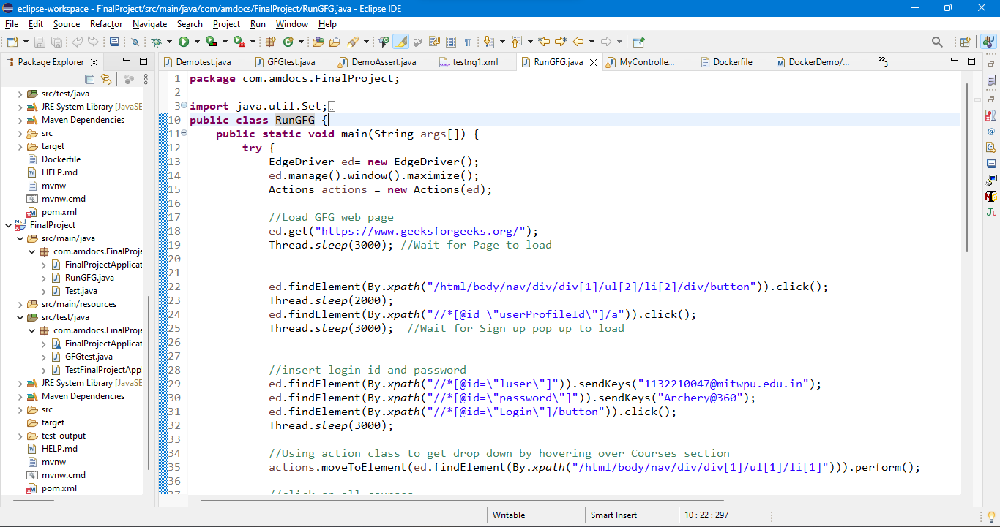 eclipse-workspace - FinalProject/src/main/java/com/amdocs/FinalProject/RunGFG.java - Eclipse IDE
File Edit Source Refactor Navigate Search Project Run Window Help
Package Explorer
Demotest.java GFGtest.java DemoAssert.java testng1.xml RunGFG.java MyControlle... Dockerfile DockerDemo/... »3
src/test/java
JRE System Library [JavaSE
Maven Dependencies
src
target
Dockerfile
HELP.md
mvnw
mvnw.cmd
pom.xml
FinalProject
src/main/java
com.amdocs.FinalProje
FinalProjectApplicat
RunGFG.java
Test.java
src/main/resources
src/test/java
com.amdocs.FinalProje
FinalProjectApplicat
GFGtest.java
TestFinalProjectApp
JRE System Library [JavaSE
Maven Dependencies
src
target
test-output
HELP.md
mvnw
mvnw.cmd
pom.xml
1 package com.amdocs.FinalProject;
2
3 import java.util.Set;
10 public class RunGFG {
11 public static void main(String args[]) {
12 try {
13 EdgeDriver ed= new EdgeDriver();
14 ed.manage().window().maximize();
15 Actions actions = new Actions(ed);
16
17 //Load GFG web page
18 ed.get("https://www.geeksforgeeks.org/");
19 Thread.sleep(3000); //Wait for Page to load
20
21
22 ed.findElement(By.xpath("/html/body/nav/div/div[1]/ul[2]/li[2]/div/button")).click();
23 Thread.sleep(2000);
24 ed.findElement(By.xpath("//*[@id=\"userProfileId\"]/a")).click();
25 Thread.sleep(3000); //Wait for Sign up pop up to load
26
27
28 //insert login id and password
29 ed.findElement(By.xpath("//*[@id=\"luser\"]")).sendKeys("1132210047@mitwpu.edu.in");
30 ed.findElement(By.xpath("//*[@id=\"password\"]")).sendKeys("Archery@360");
31 ed.findElement(By.xpath("//*[@id=\"Login\"]/button")).click();
32 Thread.sleep(3000);
33
34 //Using action class to get drop down by hovering over Courses section
35 actions.moveToElement(ed.findElement(By.xpath("/html/body/nav/div/div[1]/ul[1]/li[1]"))).perform();
36
37 //click on all courses
Writable Smart Insert 10 : 22 : 297